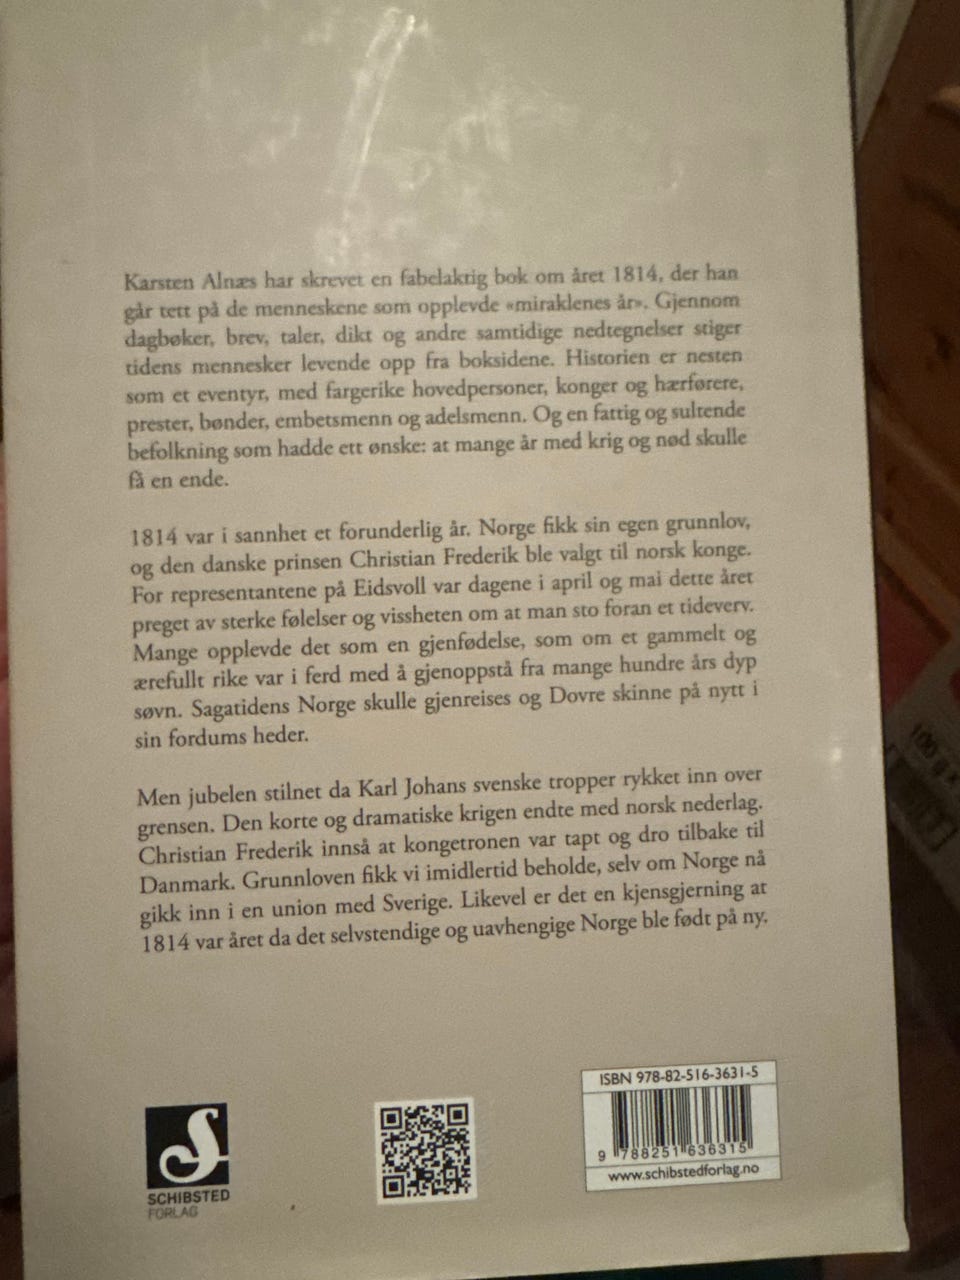 Karsten Alnæs har skrevet en fabelaktig bok om året 1814, der han
går tett på de menneskene som opplevde «miraklenes år». Gjennom
dagbøker, brev, taler, dikt og andre samtidige nedtegnelser stiger
tidens mennesker levende opp fra boksidene. Historien er nesten
som et eventyr, med fargerike hovedpersoner, konger og hærførere,
prester, bønder, embetsmenn og adelsmenn. Og en fattig og sultende
befolkning som hadde ett ønske: at mange år med krig og nød skulle
få en ende.
1814 var i sannhet et forunderlig år. Norge fikk sin egen grunnlov,
og den danske prinsen Christian Frederik ble valgt til norsk konge.
For representantene på Eidsvoll var dagene i april og mai dette året
preget av sterke følelser og vissheten om at man sto foran et tideverv.
Mange opplevde det som en gjenfødelse, som om et gammelt og
ærefullt rike var i ferd med å gjenoppstå fra mange hundre års dyp
søvn. Sagatidens Norge skulle gjenreises og Dovre skinne på nytt i
sin fordums heder.
Men jubelen stilnet da Karl Johans svenske tropper rykket inn over
grensen. Den korte og dramatiske krigen endte med norsk nederlag.
Christian Frederik innså at kongetronen var tapt og dro tilbake til
Danmark. Grunnloven fikk vi imidlertid beholde, selv om Norge nå
gikk inn i en union med Sverige. Likevel er det en kjensgjerning at
1814 var året da det selvstendige og uavhengige Norge ble født på ny.
SCHIBSTED
FORLAG
ISBN 978-82-516-3631-5
9 788251 636315
www.schibstedforlag.no
100 g